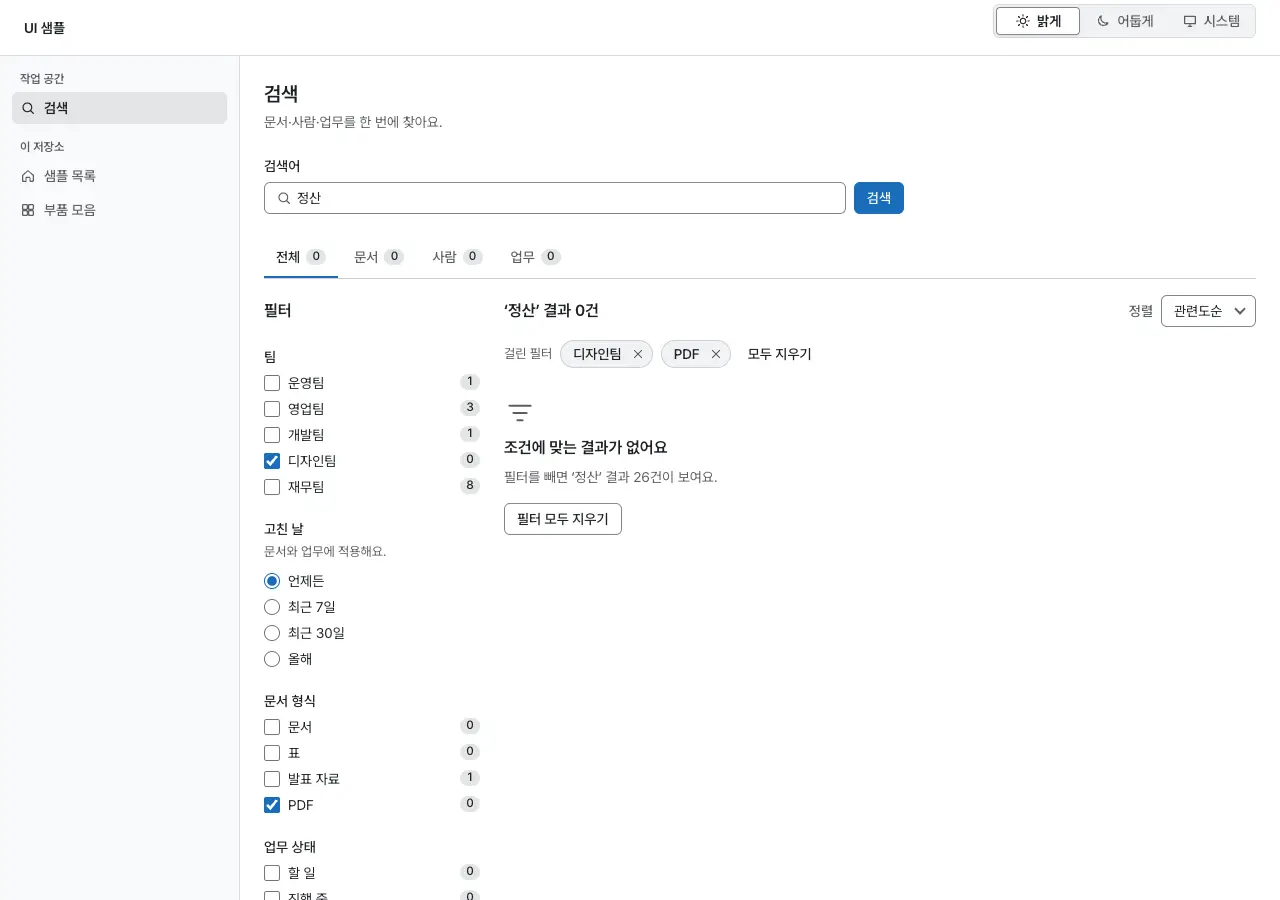 UI 샘플
밝게
어둡게
시스템
작업 공간
검색
이 저장소
샘플 목록
부품 모음
검색
문서·사람·업무를 한 번에 찾아요.
검색어
정산
검색
전체 0
문서 0
사람 0
업무 0
필터
팀
운영팀 1
영업팀 3
개발팀 1
디자인팀 0
재무팀 8
고친 날
문서와 업무에 적용해요.
언제든
최근 7일
최근 30일
올해
문서 형식
문서 0
표 0
발표 자료 1
PDF 0
업무 상태
할 일 0
진행 중 0
‘정산’ 결과 0건
정렬
관련도순
걸린 필터
디자인팀
PDF
모두 지우기
조건에 맞는 결과가 없어요
필터를 빼면 ‘정산’ 결과 26건이 보여요.
필터 모두 지우기